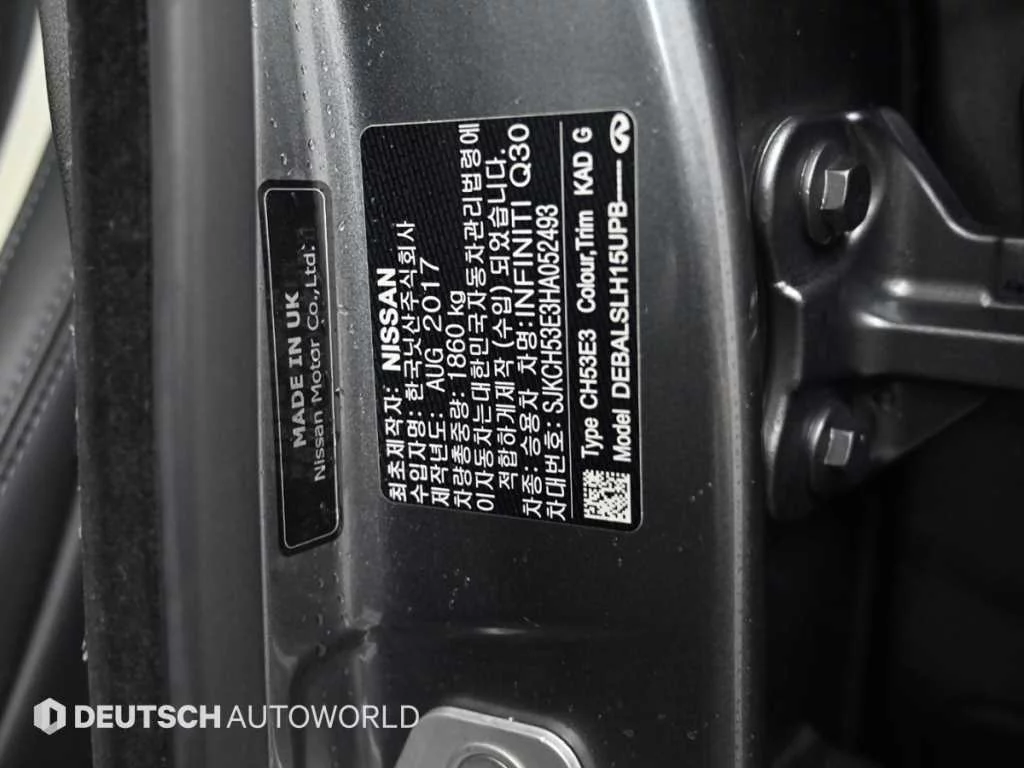 MADE IN UK
Nissan Motor Co.,Ltd.
최초제작자: NISSAN
수입자명: 한국닛산주식회사
제작년도: AUG 2017
차량총중량: 1860 kg
이자동차는대한민국자동차관리법령에
적합하게제작 (수입) 되었습니다.
차종: 승용차 차명:INFINITI Q30
차대번호: SJKCH53E3HA052493
Type CH53E3 Colour,Trim KAD G
Model DEBALSLH15UPB-----
DEUTSCH AUTOWORLD